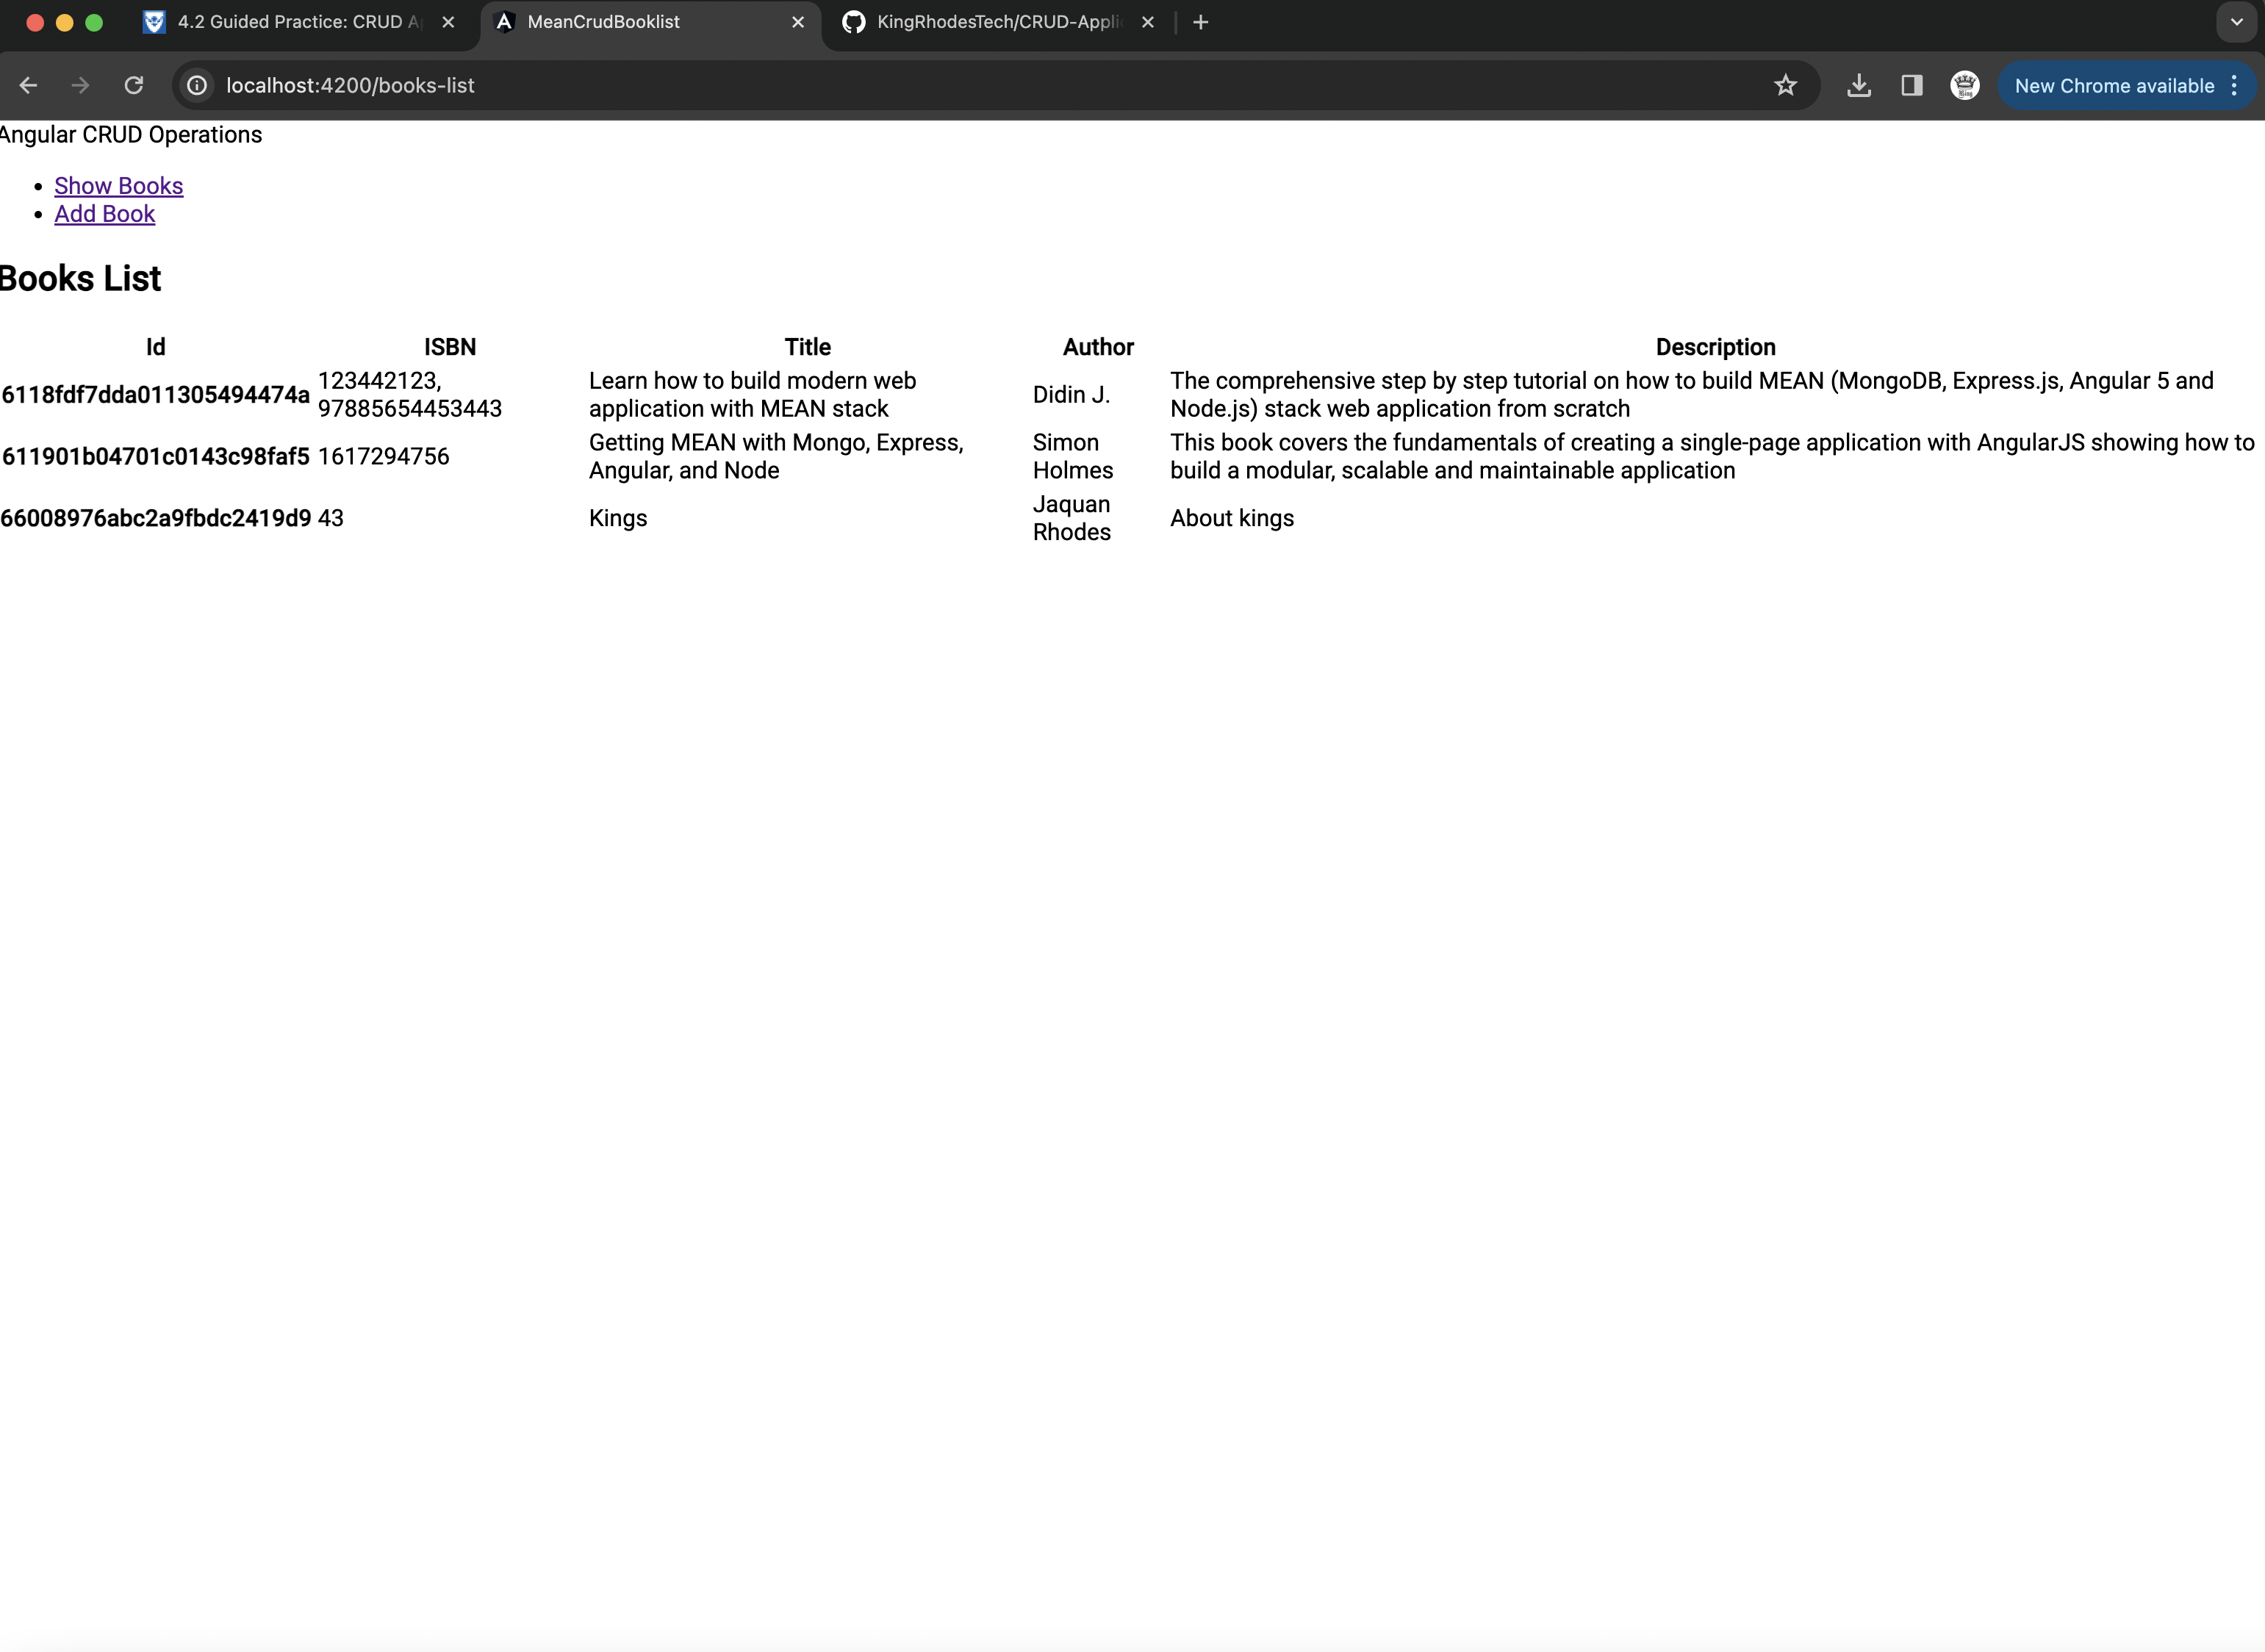 4.2 Guided Practice: CRUD A
MeanCrudBooklist
KingRhodesTech/CRUD-Appli
localhost:4200/books-list
New Chrome available
Angular CRUD Operations
Show Books
Add Book
Books List
Id ISBN Title Author Description
6118fdf7dda011305494474a 123442123, 97885654453443 Learn how to build modern web application with MEAN stack Didin J. The comprehensive step by step tutorial on how to build MEAN (MongoDB, Express.js, Angular 5 and Node.js) stack web application from scratch
611901b04701c0143c98faf5 1617294756 Getting MEAN with Mongo, Express, Angular, and Node Simon Holmes This book covers the fundamentals of creating a single-page application with AngularJS showing how to build a modular, scalable and maintainable application
66008976abc2a9fbdc2419d9 43 Kings Jaquan Rhodes About kings